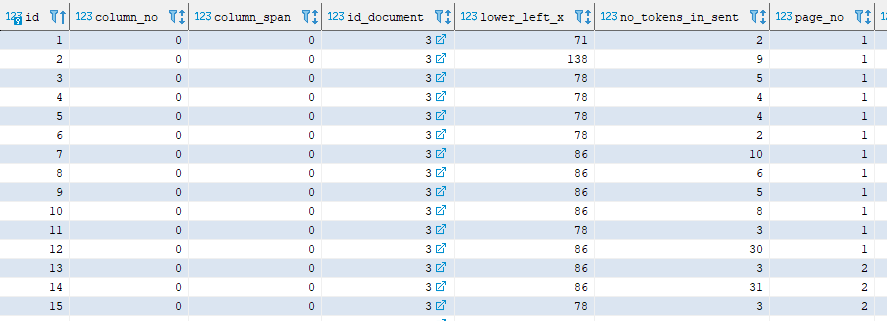 123 id 123 column_no 123 column_span 123 id_document 123 lower_left_x 123 no_tokens_in_sent 123 page_no
1 0 0 3 71 2 1
2 0 0 3 138 9 1
3 0 0 3 78 5 1
4 0 0 3 78 4 1
5 0 0 3 78 4 1
6 0 0 3 78 2 1
7 0 0 3 86 10 1
8 0 0 3 86 6 1
9 0 0 3 86 5 1
10 0 0 3 86 8 1
11 0 0 3 78 3 1
12 0 0 3 86 30 1
13 0 0 3 86 3 2
14 0 0 3 86 31 2
15 0 0 3 78 3 2